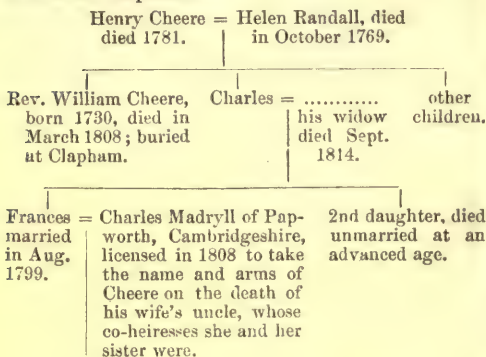 Henry Cheere = Helen Randall, died
died 1781. in October 1769.
Rev. William Cheere, Charles = ............ other
born 1730, died in his widow children.
March 1808; buried died Sept.
at Clapham. 1814.
Frances = Charles Madryll of Pap- 2nd daughter, died
married worth, Cambridgeshire, unmarried at an
in Aug. licensed in 1808 to take advanced age.
1799. the name and arms of
Cheere on the death of
his wife's uncle, whose
co-heiresses she and her
sister were.